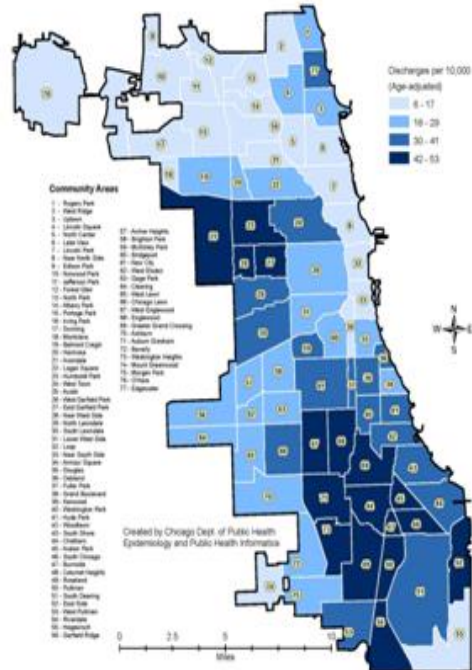 Discharges per 10,000
(Age-adjusted)
6 - 17
18 - 29
30 - 41
42 - 53
Community Areas
1 - Rogers Park
2 - West Ridge
3 - Uptown
4 - Lincoln Square
5 - North Center
6 - Lake View
7 - Lincoln Park
8 - Near North Side
9 - Edison Park
10 - Norwood Park
11 - Jefferson Park
12 - Forest Glen
13 - North Park
14 - Albany Park
15 - Portage Park
16 - Irving Park
17 - Dunning
18 - Montclare
19 - Belmont Cragin
20 - Hermosa
21 - Avondale
22 - Logan Square
23 - Humboldt Park
24 - West Town
25 - Austin
26 - West Garfield Park
27 - East Garfield Park
28 - Near West Side
29 - North Lawndale
30 - South Lawndale
31 - Lower West Side
32 - Loop
33 - Near South Side
34 - Armour Square
35 - Douglas
36 - Oakland
37 - Fuller Park
38 - Grand Boulevard
39 - Kenwood
40 - Washington Park
41 - Hyde Park
42 - Woodlawn
43 - South Shore
44 - Chatham
45 - Avalon Park
46 - South Chicago
47 - Burnside
48 - Calumet Heights
49 - Roseland
50 - Pullman
51 - South Deering
52 - East Side
53 - West Pullman
54 - Riverdale
55 - Hegewisch
56 - Garfield Ridge
57 - Archer Heights
58 - Brighton Park
59 - McKinley Park
60 - Bridgeport
61 - New City
62 - West Elsdon
63 - Gage Park
64 - Clearing
65 - West Lawn
66 - Chicago Lawn
67 - West Englewood
68 - Englewood
69 - Greater Grand Crossing
70 - Ashburn
71 - Auburn Gresham
72 - Beverly
73 - Washington Heights
74 - Mount Greenwood
75 - Morgan Park
76 - O'Hare
77 - Edgewater
N
W E
S
Created by Chicago Dept. of Public Health
Epidemiology and Public Health Informatics
0 2.5 5 10
Miles